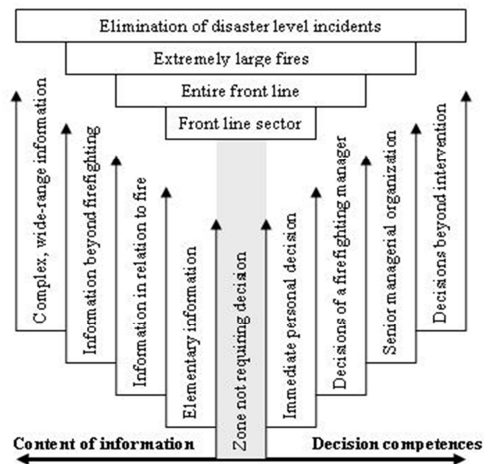 Elimination of disaster level incidents
Extremely large fires
Entire front line
Front line sector
Complex, wide-range information
Information beyond firefighting
Information in relation to fire
Elementary information
Zone not requiring decision
Immediate personal decision
Decisions of a firefighting manager
Senior managerial organization
Decisions beyond intervention
Content of information
Decision competences